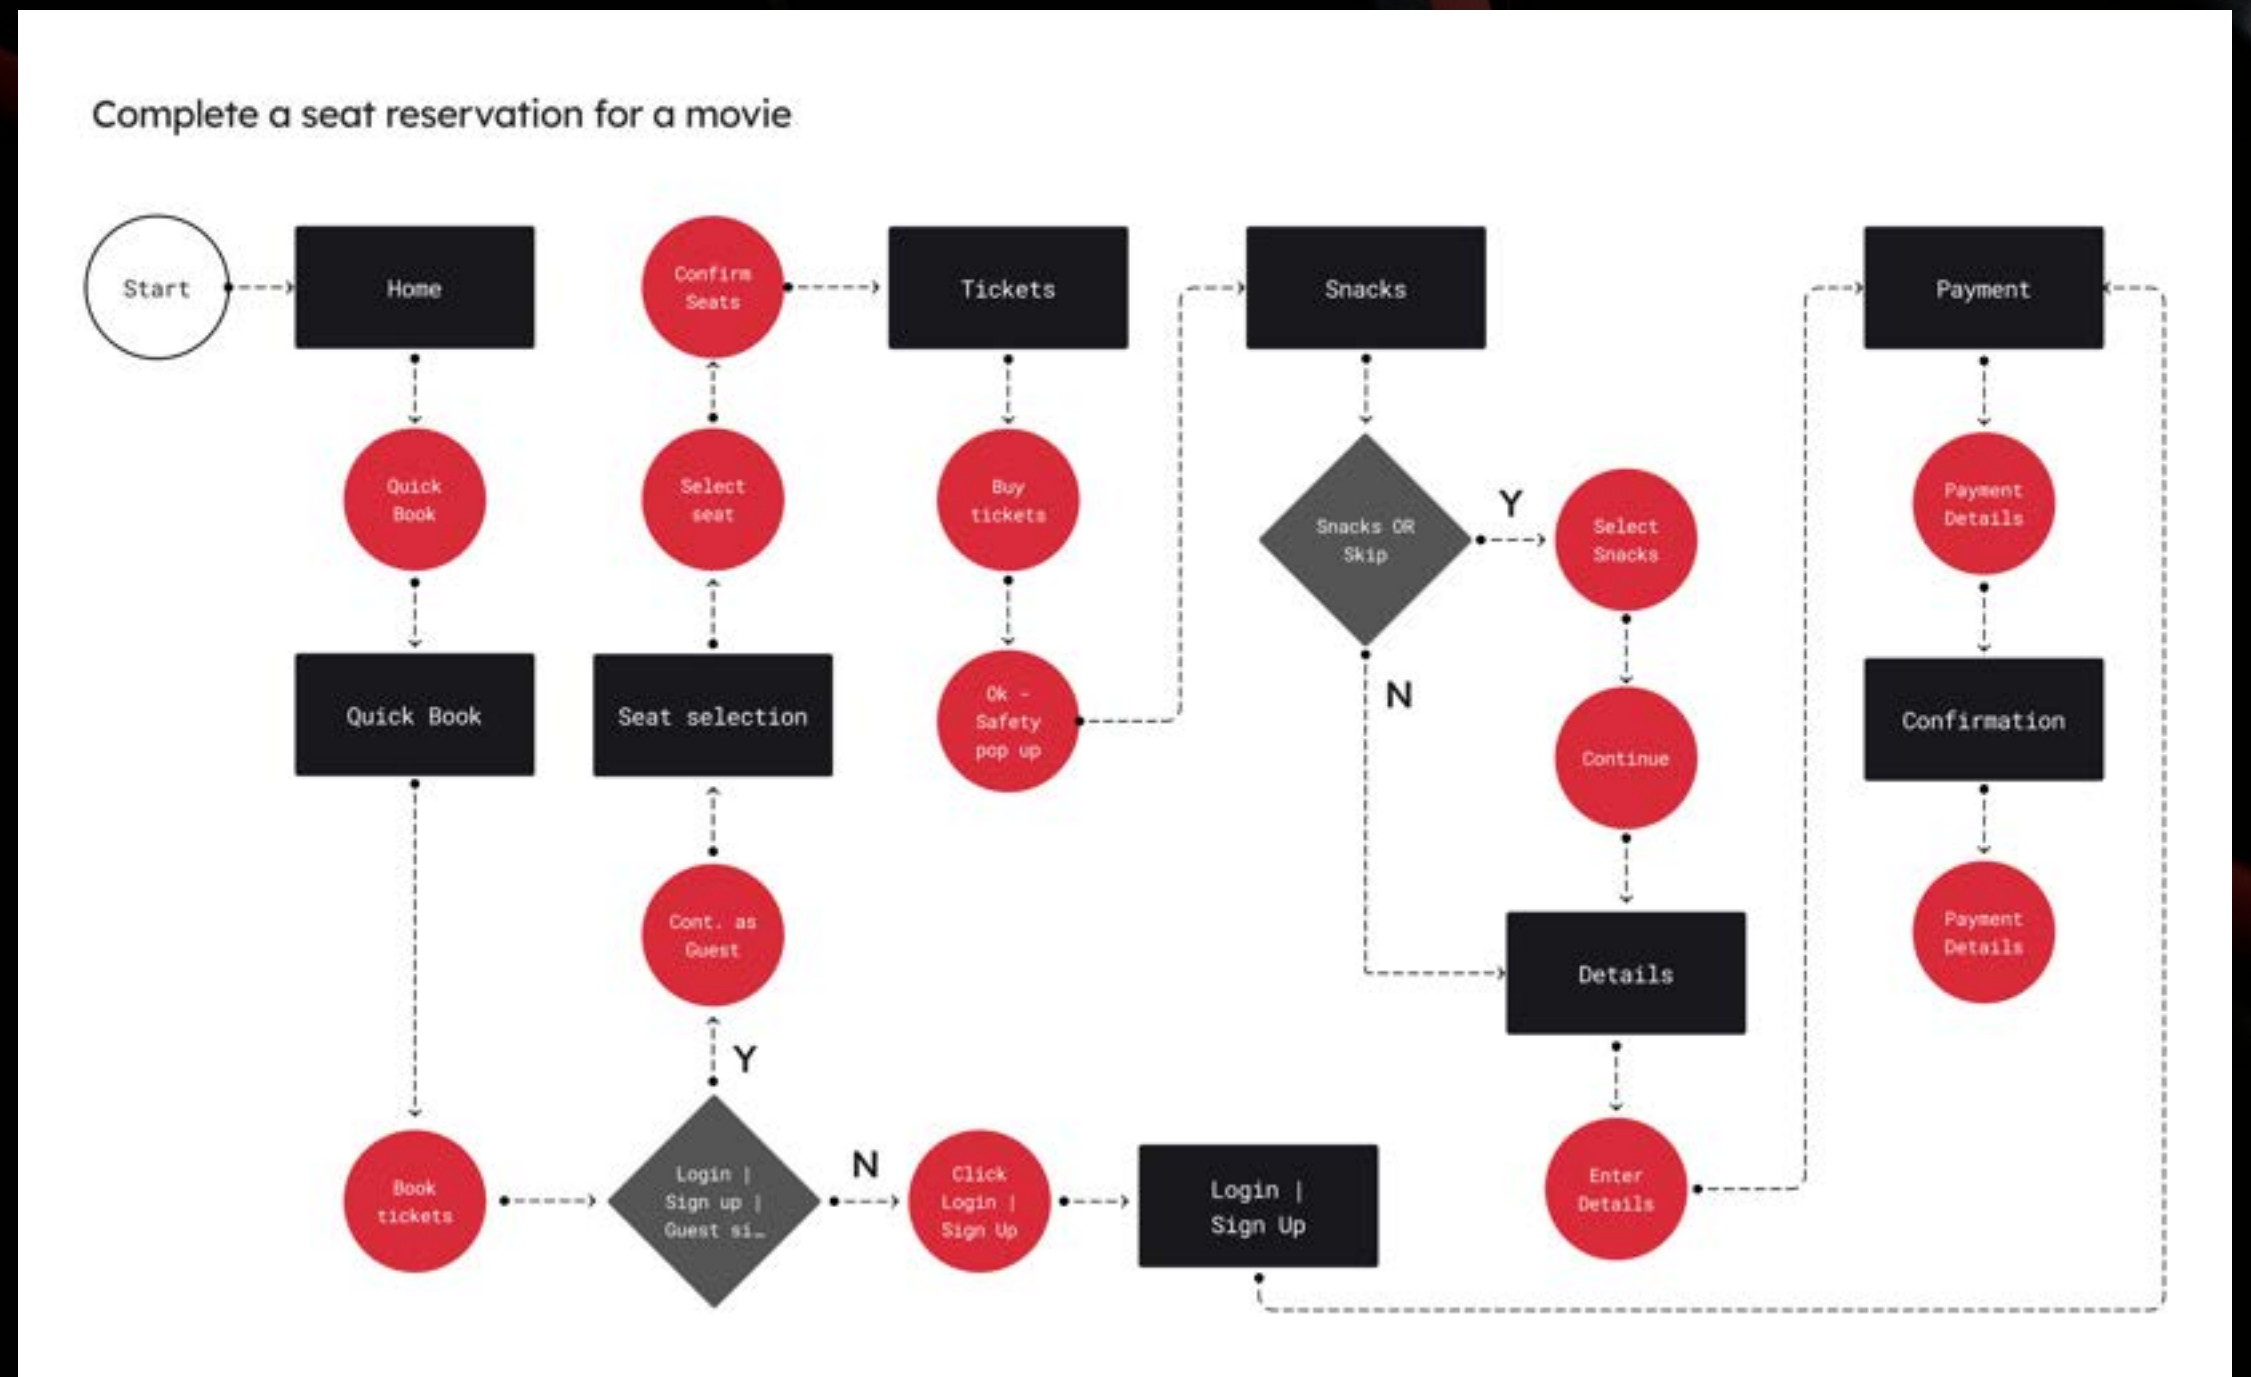 Complete a seat reservation for a movie
Start
Home
Quick
Book
Quick Book
Book
tickets
Login |
Sign up |
Guest si…
Y
Cont. as
Guest
Seat selection
Select
seat
Confirm
Seats
Tickets
Buy
tickets
Ok -
Safety
pop up
Snacks
Snacks OR
Skip
Y
Select
Snacks
Continue
N
Details
Enter
Details
N
Click
Login |
Sign Up
Login |
Sign Up
Payment
Payment
Details
Confirmation
Payment
Details